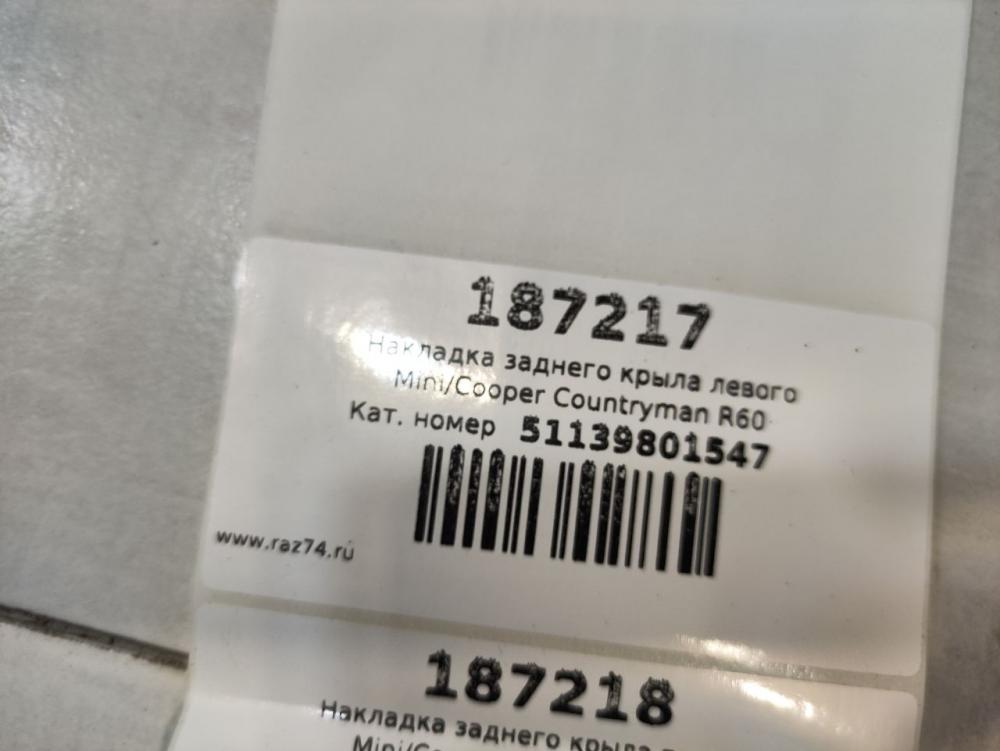 187217
Накладка заднего крыла левого
Mini/Cooper Countryman R60
Кат. номер 51139801547
www.raz74.ru
187218
Накладка заднего крыла